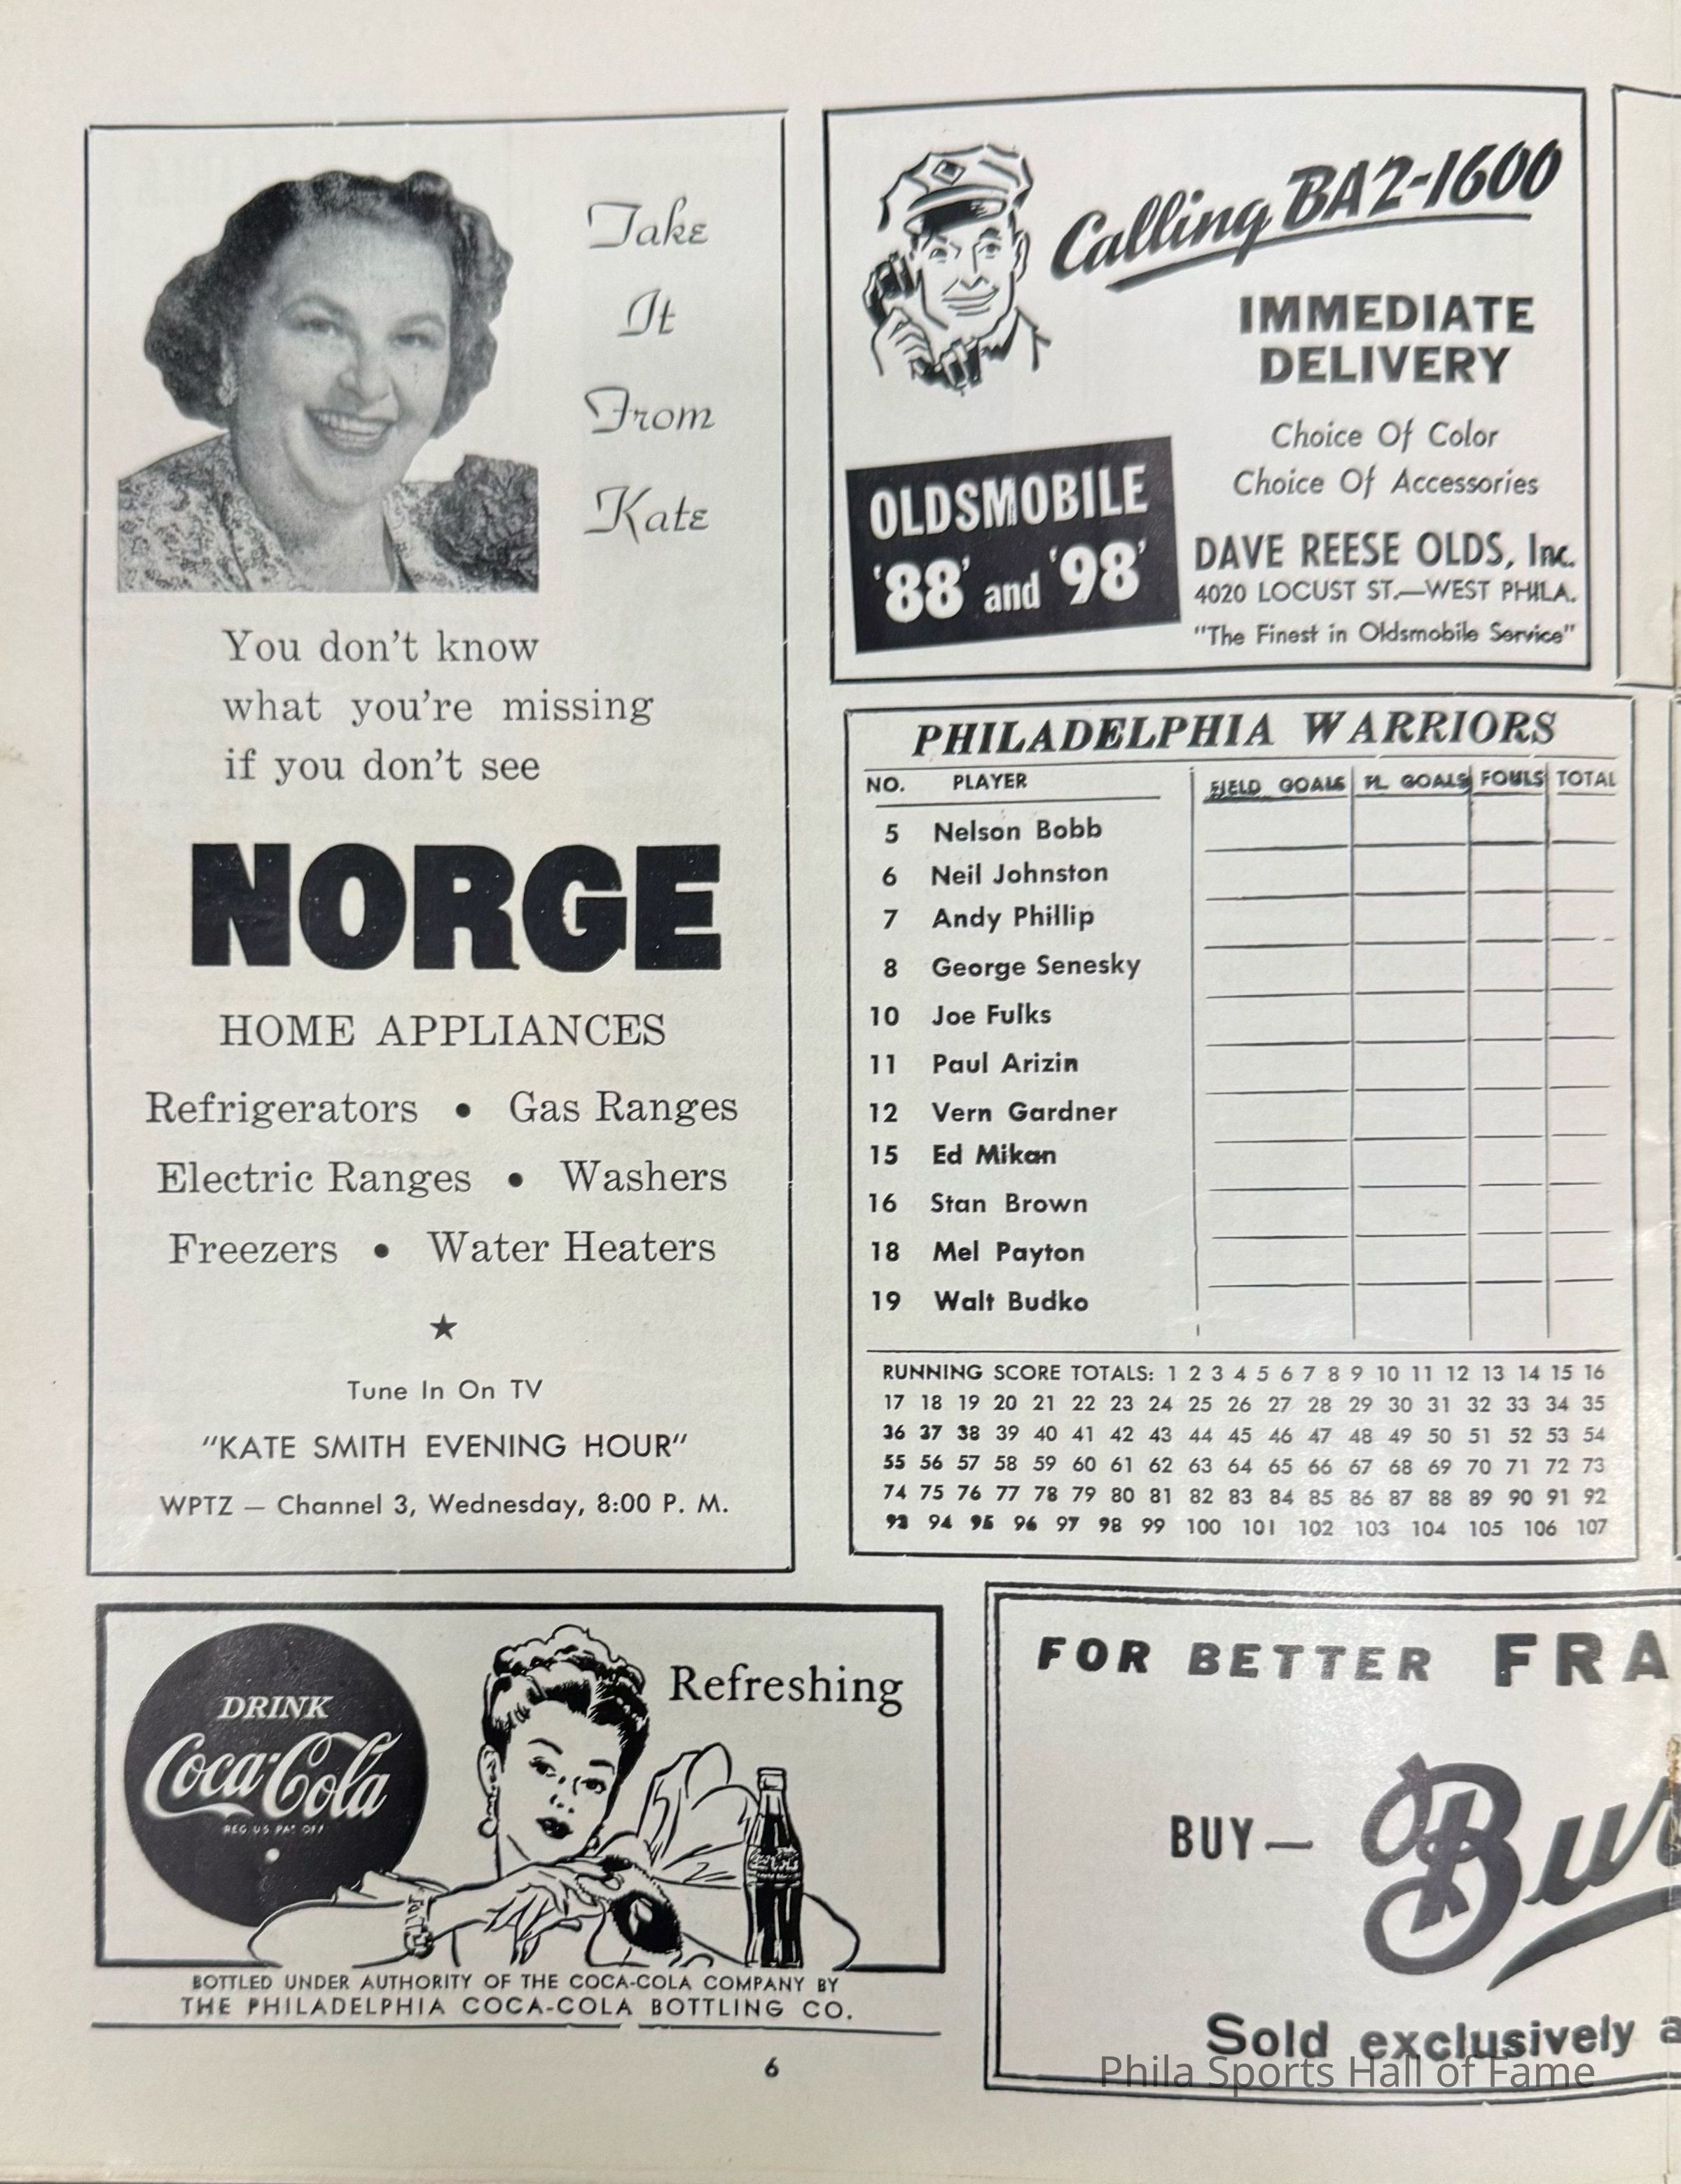 Take
It
From
Kate
You don't know
what you're missing
if you don't see
NORGE
HOME APPLIANCES
Refrigerators • Gas Ranges
Electric Ranges • Washers
Freezers • Water Heaters
★
Tune In On TV
"KATE SMITH EVENING HOUR"
WPTZ — Channel 3, Wednesday, 8:00 P. M.
Calling BA2-1600
IMMEDIATE
DELIVERY
Choice Of Color
Choice Of Accessories
OLDSMOBILE
'88' and '98'
DAVE REESE OLDS, Inc.
4020 LOCUST ST.—WEST PHILA.
"The Finest in Oldsmobile Service"
PHILADELPHIA WARRIORS
NO. PLAYER FIELD GOALS FL. GOALS FOULS TOTAL
5 Nelson Bobb
6 Neil Johnston
7 Andy Phillip
8 George Senesky
10 Joe Fulks
11 Paul Arizin
12 Vern Gardner
15 Ed Mikan
16 Stan Brown
18 Mel Payton
19 Walt Budko
RUNNING SCORE TOTALS: 1 2 3 4 5 6 7 8 9 10 11 12 13 14 15 16
17 18 19 20 21 22 23 24 25 26 27 28 29 30 31 32 33 34 35
36 37 38 39 40 41 42 43 44 45 46 47 48 49 50 51 52 53 54
55 56 57 58 59 60 61 62 63 64 65 66 67 68 69 70 71 72 73
74 75 76 77 78 79 80 81 82 83 84 85 86 87 88 89 90 91 92
93 94 95 96 97 98 99 100 101 102 103 104 105 106 107
DRINK
Coca-Cola
REG US PAT OFF
Refreshing
Coca-Cola
BOTTLED UNDER AUTHORITY OF THE COCA-COLA COMPANY BY
THE PHILADELPHIA COCA-COLA BOTTLING CO.
FOR BETTER FRA
BUY— Bur
Sold exclusively a
6
Phila Sports Hall of Fame